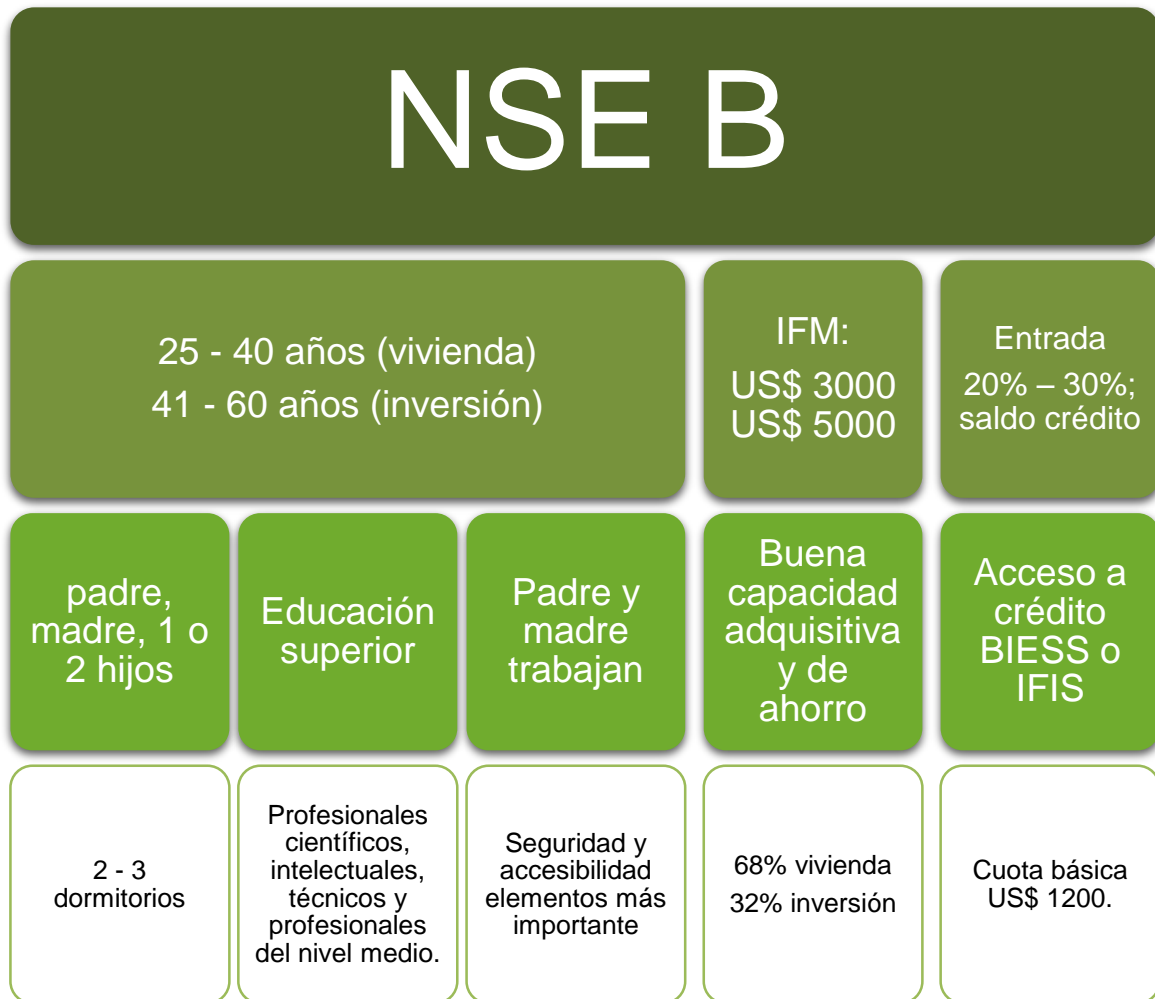 NSE B
25 - 40 años (vivienda)
41 - 60 años (inversión)
IFM:
US$ 3000
US$ 5000
Entrada
20% – 30%;
saldo crédito
padre,
madre, 1 o
2 hijos
Educación
superior
Padre y
madre
trabajan
Buena
capacidad
adquisitiva
y de
ahorro
Acceso a
crédito
BIESS o
IFIS
2 - 3
dormitorios
Profesionales
científicos,
intelectuales,
técnicos y
profesionales
del nivel medio.
Seguridad y
accesibilidad
elementos más
importante
68% vivienda
32% inversión
Cuota básica
US$ 1200.